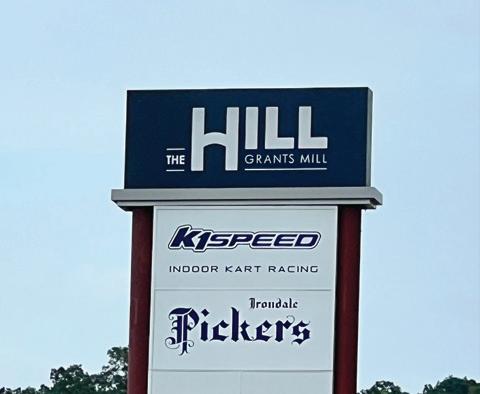 THE HILL
GRANTS MILL
K1SPEED
INDOOR KART RACING
Irondale
Pickers